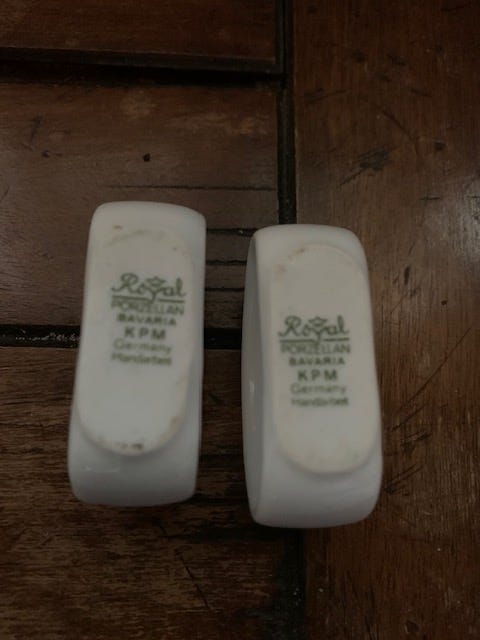 Royal
PORZELLAN
BAVARIA
KPM
Germany
Handarbeit
Royal
PORZELLAN
BAVARIA
KPM
Germany
Handarbeit